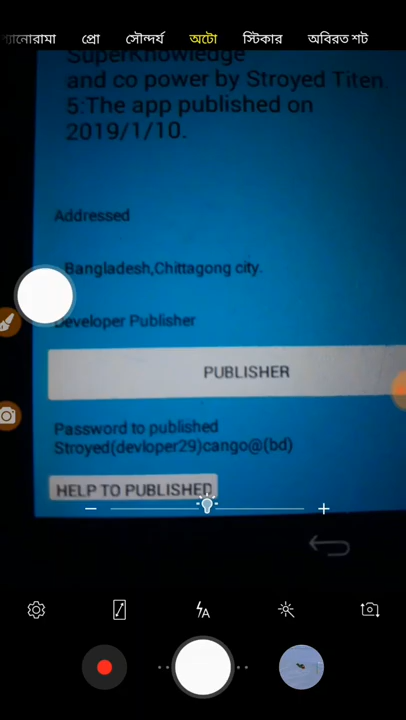 প্যানোরামা প্রো সৌন্দর্য অটো স্টিকার অবিরত শট
SuperKnowledge
and co power by Stroyed Titen.
5:The app published on
2019/1/10.
Addressed
Bangladesh,Chittagong city.
Developer Publisher
PUBLISHER
Password to published
Stroyed(devloper29)cango@(bd)
HELP TO PUBLISHED